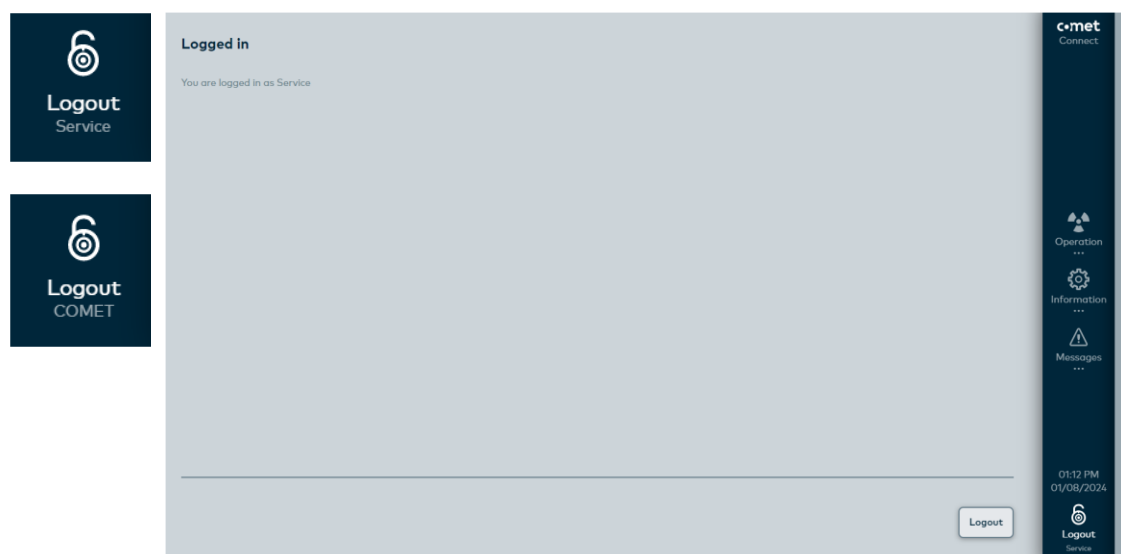 Logout
Service
Logout
COMET
Logged in
You are logged in as Service
Logout
comet
Connect
Operation
...
Information
...
Messages
...
01:12 PM
01/08/2024
Logout
Service